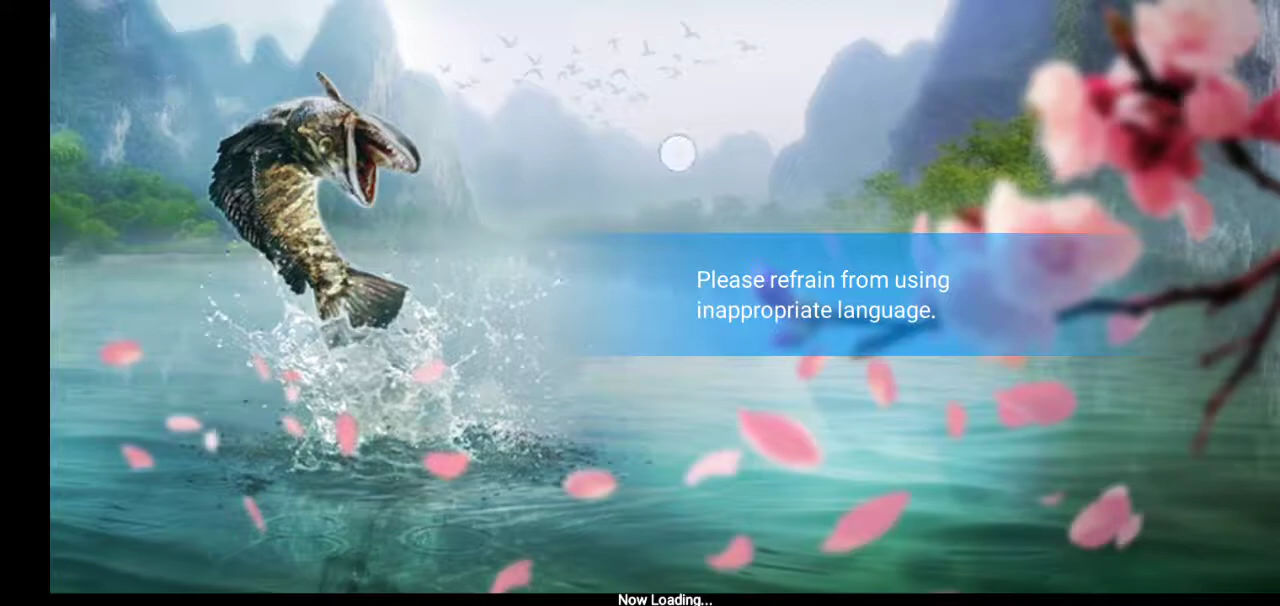 Please refrain from using
inappropriate language.
Now Loading...